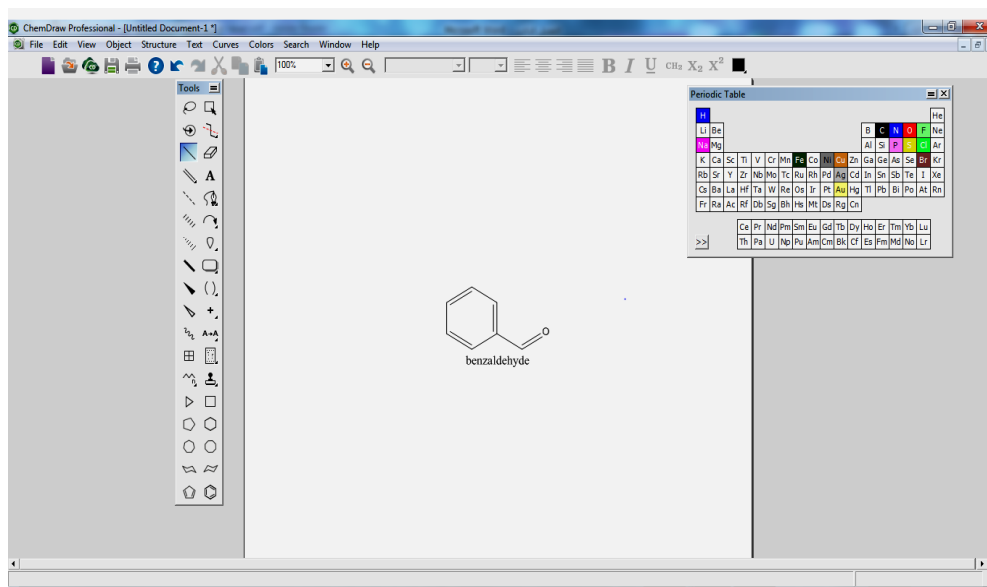 ChemDraw Professional - [Untitled Document-1 *]
File Edit View Object Structure Text Curves Colors Search Window Help
100% B I U CH₂ X₂ X²
Tools
A
A→A
Periodic Table
H He
Li Be B C N O F Ne
Na Mg Al Si P S Cl Ar
K Ca Sc Ti V Cr Mn Fe Co Ni Cu Zn Ga Ge As Se Br Kr
Rb Sr Y Zr Nb Mo Tc Ru Rh Pd Ag Cd In Sn Sb Te I Xe
Cs Ba La Hf Ta W Re Os Ir Pt Au Hg Tl Pb Bi Po At Rn
Fr Ra Ac Rf Db Sg Bh Hs Mt Ds Rg Cn
Ce Pr Nd Pm Sm Eu Gd Tb Dy Ho Er Tm Yb Lu
>> Th Pa U Np Pu Am Cm Bk Cf Es Fm Md No Lr
O
benzaldehyde